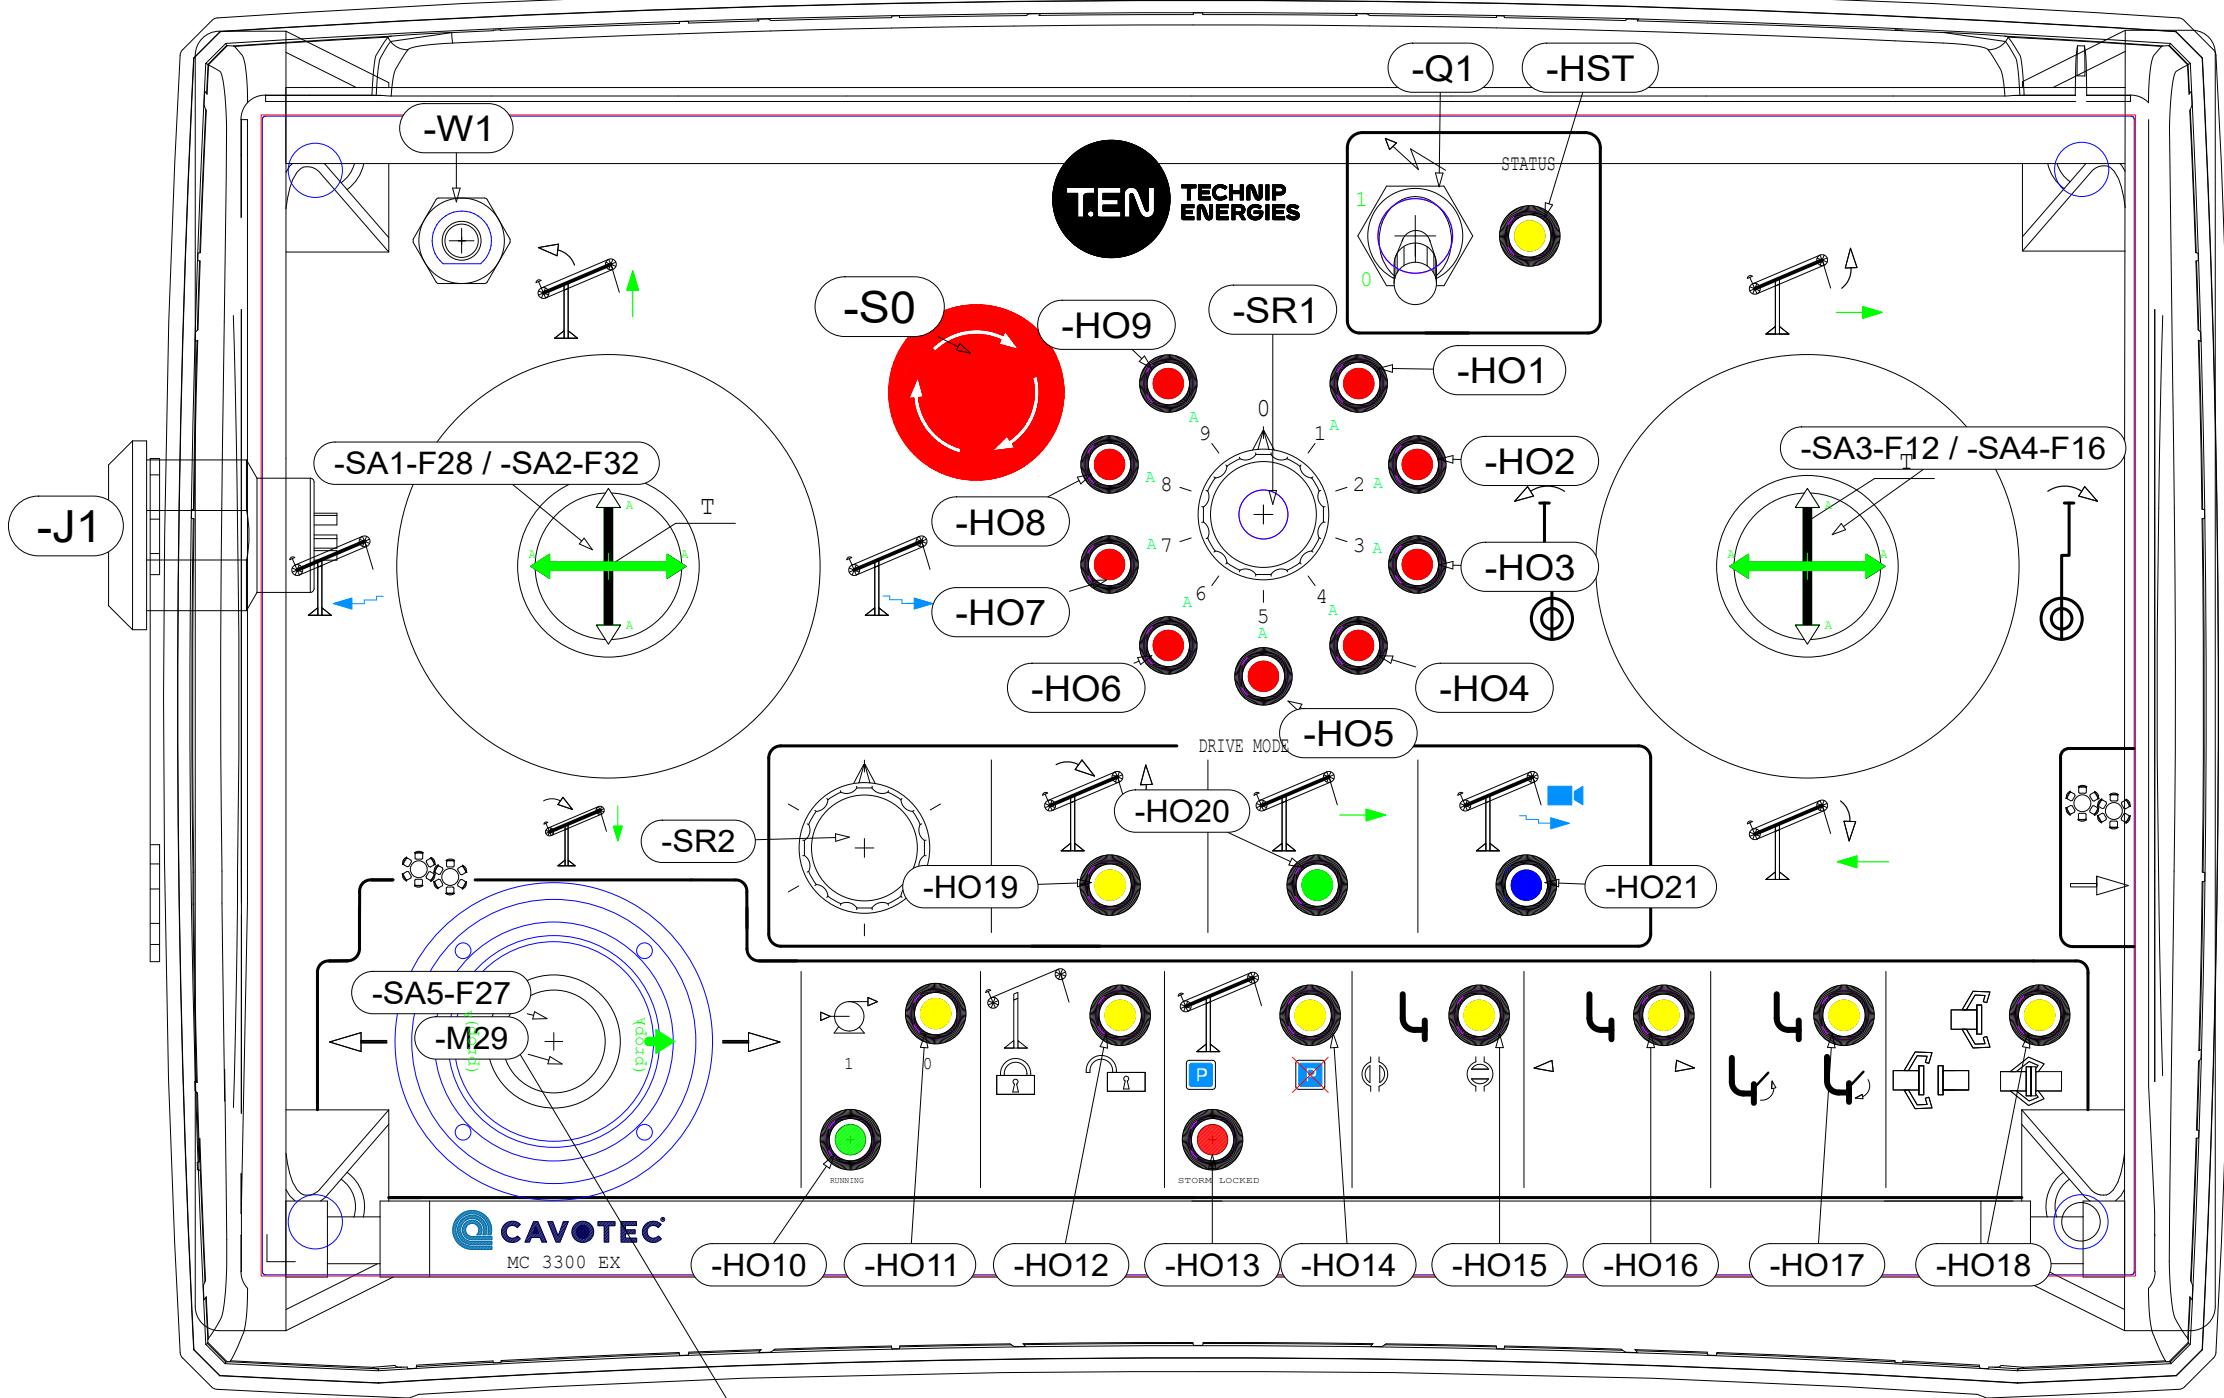 -Q1
-HST
-W1
T.EN TECHNIP
ENERGIES
STATUS
1
0
-S0
-HO9
-SR1
-HO1
0
1
2
3
4
5
6
7
8
9
A
A
A
A
A
A
A
A
A
-HO2
-HO8
-HO3
-HO7
-HO6
-HO4
-HO5
-SA1-F28 / -SA2-F32
T
A
A
A
A
-SA3-F12 / -SA4-F16
T
A
A
A
A
-J1
DRIVE MODE
-SR2
-HO20
-HO19
-HO21
-SA5-F27
-M29
(prop)
(prop)
1
0
P
P
RUNNING
STORM LOCKED
CAVOTEC
MC 3300 EX
-HO10
-HO11
-HO12
-HO13
-HO14
-HO15
-HO16
-HO17
-HO18